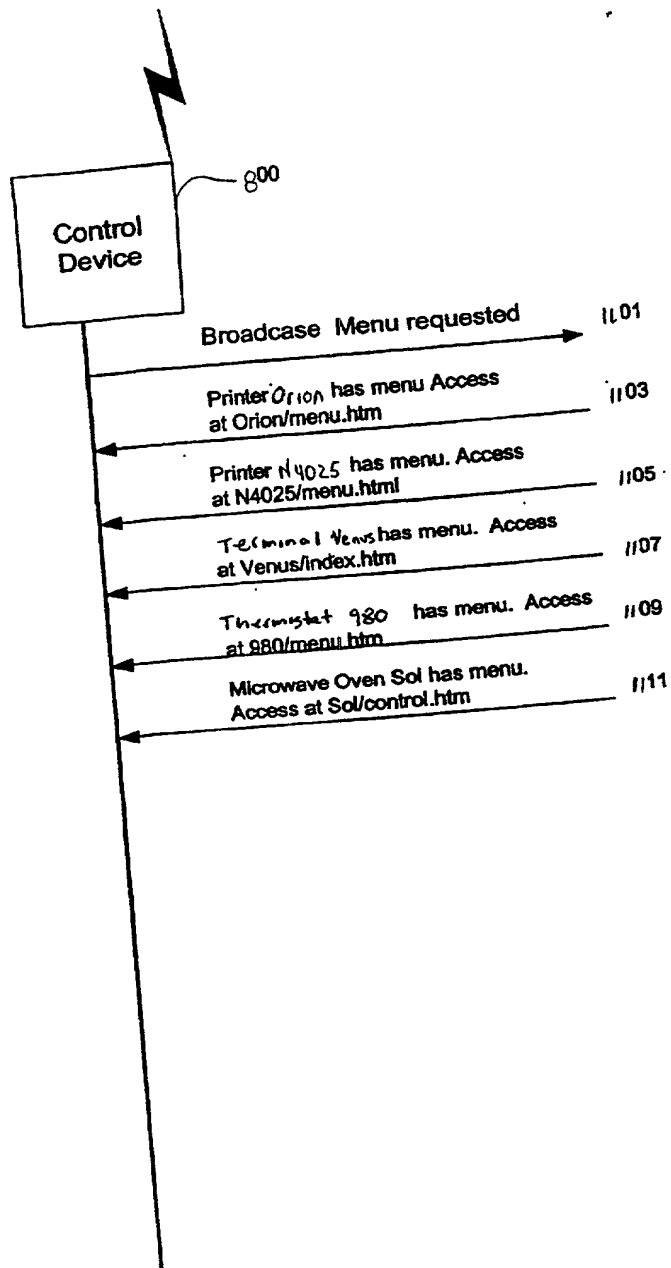 800
Control
Device
Broadcase Menu requested 1101
Printer Orion has menu Access
at Orion/menu.htm 1103
Printer N4025 has menu. Access
at N4025/menu.html 1105
Terminal Venus has menu. Access
at Venus/index.htm 1107
Thermostat 980 has menu. Access
at 980/menu.htm 1109
Microwave Oven Sol has menu.
Access at Sol/control.htm 1111